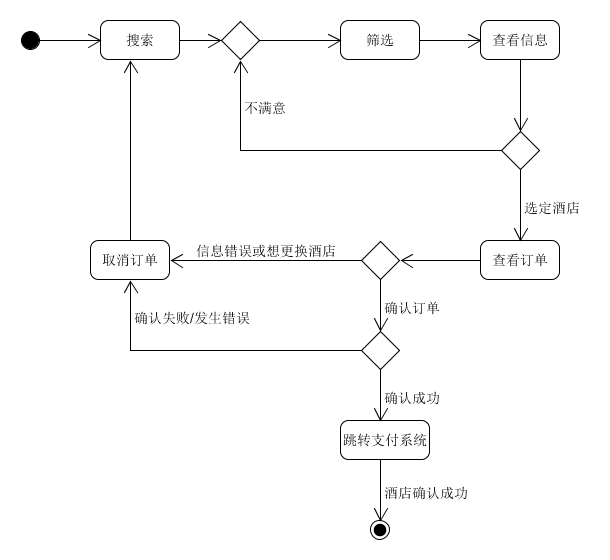 搜索
筛选
查看信息
不满意
选定酒店
取消订单
信息错误或想更换酒店
查看订单
确认订单
确认失败/发生错误
确认成功
跳转支付系统
酒店确认成功